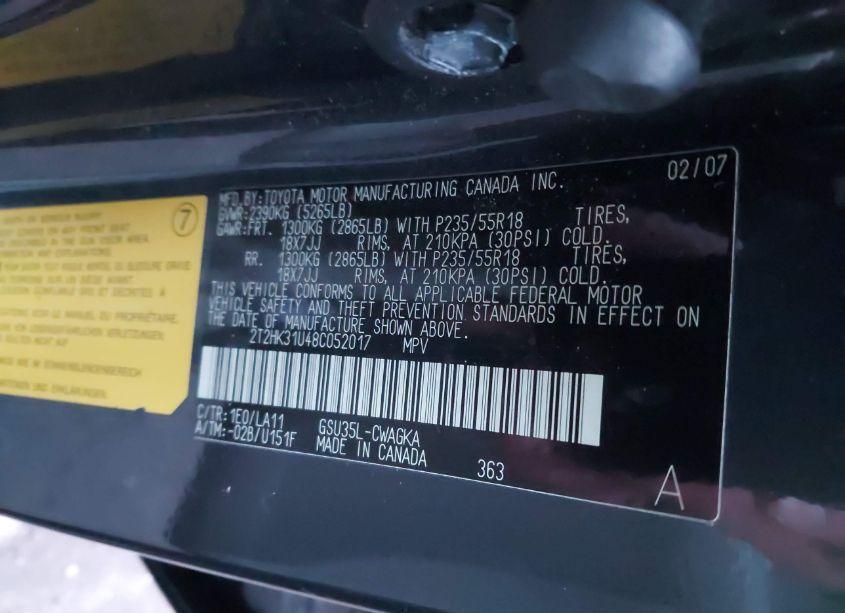 02/07
MFD.BY:TOYOTA MOTOR MANUFACTURING CANADA INC.
GVWR:2390KG (5265LB)
GAWR:FRT. 1300KG (2865LB) WITH P235/55R18 TIRES,
18X7JJ RIMS, AT 210KPA (30PSI) COLD.
RR. 1300KG (2865LB) WITH P235/55R18 TIRES,
18X7JJ RIMS, AT 210KPA (30PSI) COLD.
THIS VEHICLE CONFORMS TO ALL APPLICABLE FEDERAL MOTOR
VEHICLE SAFETY AND THEFT PREVENTION STANDARDS IN EFFECT ON
THE DATE OF MANUFACTURE SHOWN ABOVE.
2T2HK31U48C052017 MPV
C/TR:1E0/LA11 GSU35L-CWAGKA
A/TM:-02B/U151F MADE IN CANADA
363
A
7